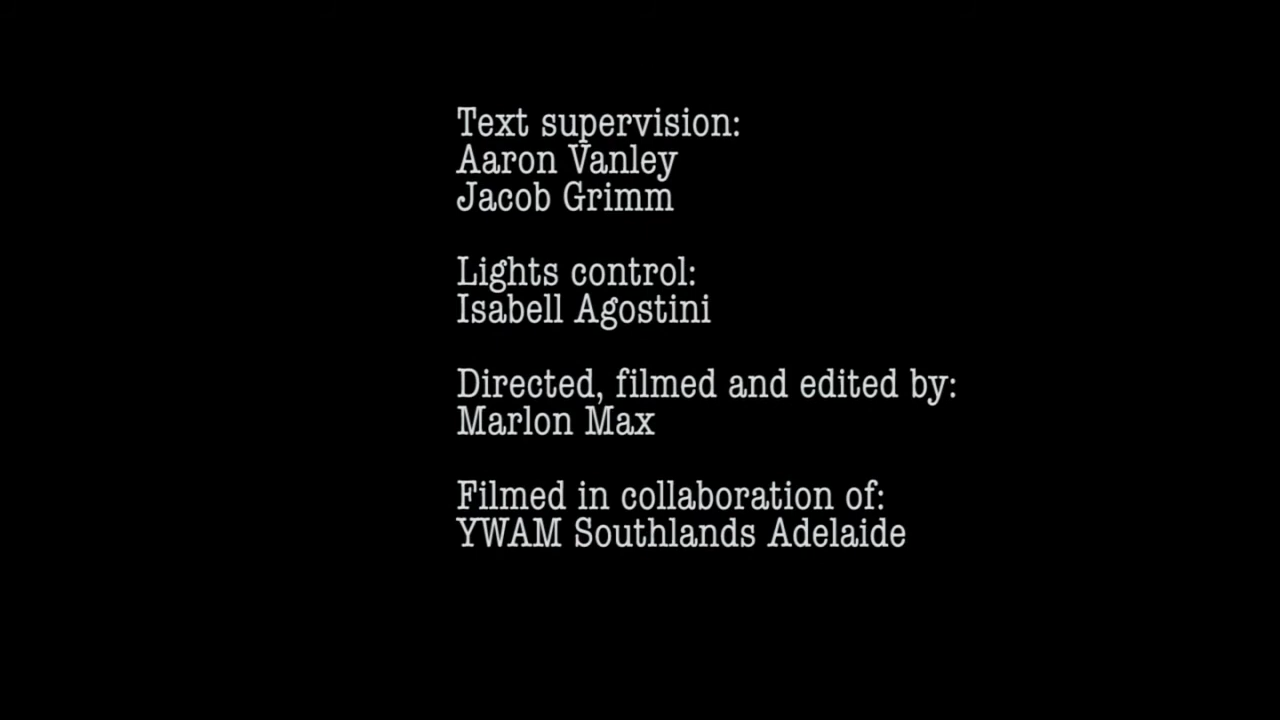 Text supervision:
Aaron Vanley
Jacob Grimm
Lights control:
Isabell Agostini
Directed, filmed and edited by:
Marlon Max
Filmed in collaboration of:
YWAM Southlands Adelaide